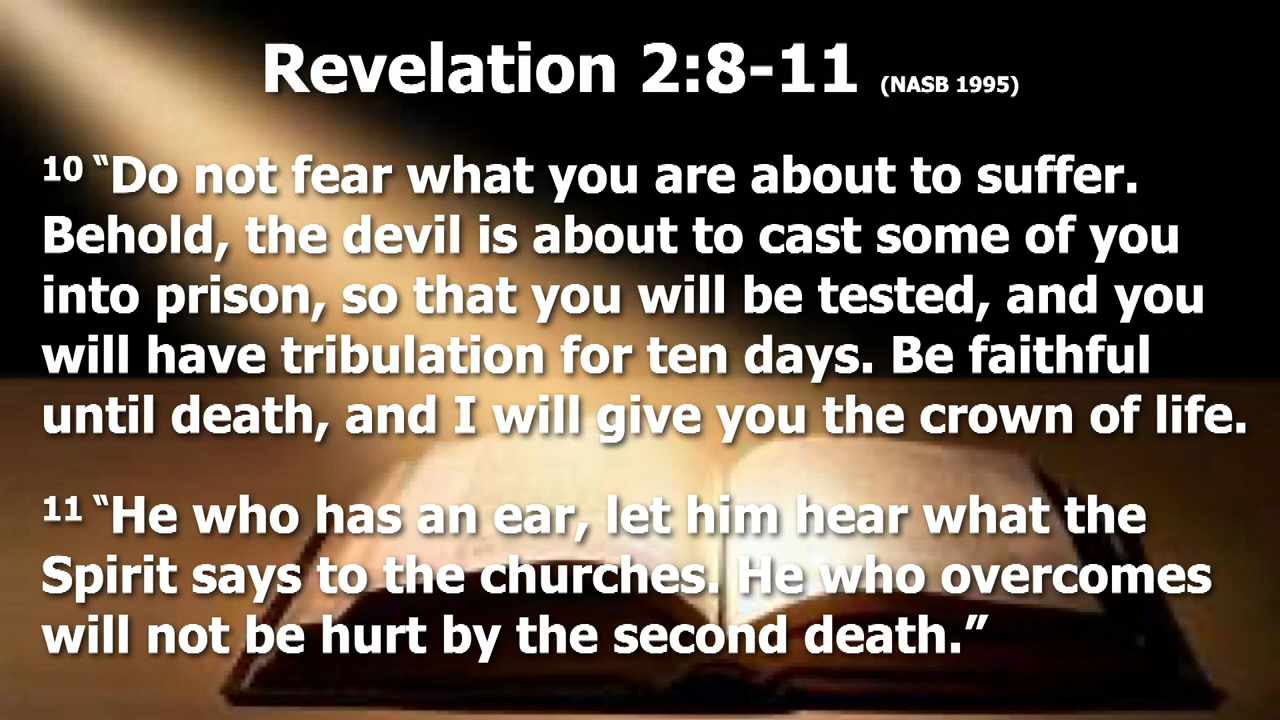 Revelation 2:8-11 (NASB 1995)
10 “Do not fear what you are about to suffer.
Behold, the devil is about to cast some of you
into prison, so that you will be tested, and you
will have tribulation for ten days. Be faithful
until death, and I will give you the crown of life.
11 “He who has an ear, let him hear what the
Spirit says to the churches. He who overcomes
will not be hurt by the second death.”